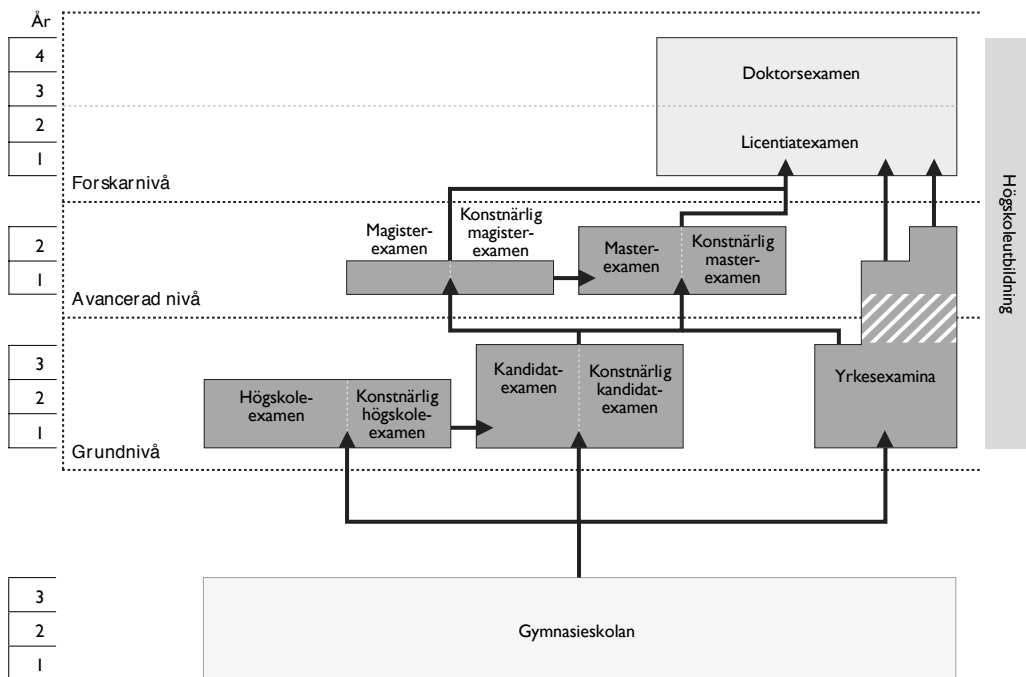 År
4
3
2
1
Doktorsexamen
Licentiatexamen
Forskarnivå
2
1
Magister-
examen
Konstnärlig
magister-
examen
Master-
examen
Konstnärlig
master-
examen
Avancerad nivå
3
2
1
Högskole-
examen
Konstnärlig
högskole-
examen
Kandidat-
examen
Konstnärlig
kandidat-
examen
Yrkesexamina
Grundnivå
Högskoleutbildning
3
2
1
Gymnasieskolan